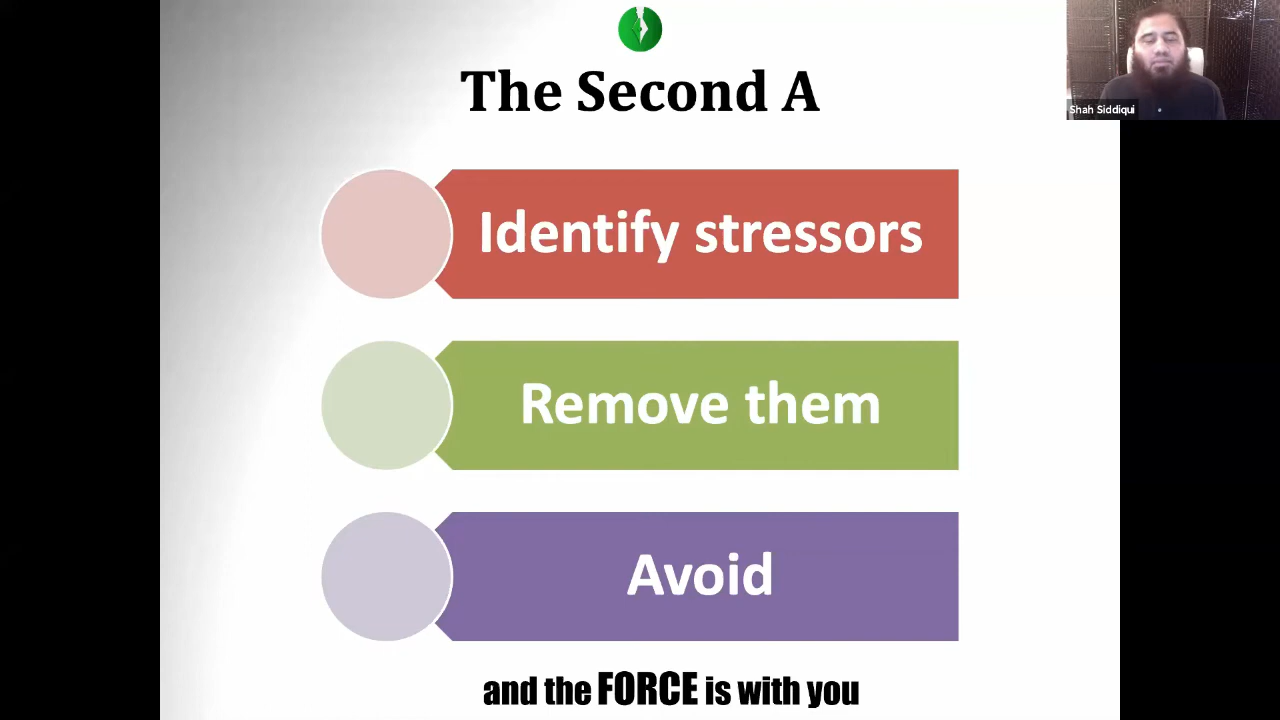 The Second A
Shah Siddiqui
Identify stressors
Remove them
Avoid
and the FORCE is with you